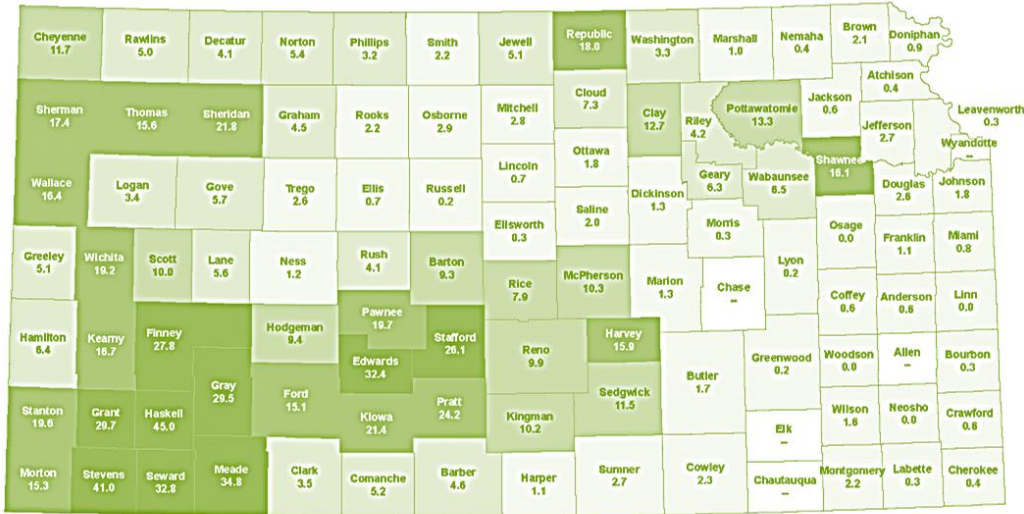 Cheyenne
11.7
Rawlins
5.0
Decatur
4.1
Norton
5.4
Phillips
3.2
Smith
2.2
Jewell
5.1
Republic
18.0
Washington
3.3
Marshall
1.0
Nemaha
0.4
Brown
2.1
Doniphan
0.9
Sherman
17.4
Thomas
15.6
Sheridan
21.8
Graham
4.5
Rooks
2.2
Osborne
2.9
Mitchell
2.8
Cloud
7.3
Clay
12.7
Riley
4.2
Pottawatomie
13.3
Jackson
0.6
Atchison
0.4
Jefferson
2.7
Leavenworth
0.3
Wyandotte
–
Wallace
16.4
Logan
3.4
Gove
5.7
Trego
2.6
Ellis
0.7
Russell
0.2
Lincoln
0.7
Ottawa
1.8
Saline
2.0
Dickinson
1.3
Geary
6.3
Wabaunsee
6.5
Shawnee
16.1
Douglas
2.6
Johnson
1.8
Ellsworth
0.3
Morris
0.3
Osage
0.0
Franklin
1.1
Miami
0.8
Greeley
5.1
Wichita
19.2
Scott
10.0
Lane
5.6
Ness
1.2
Rush
4.1
Barton
9.3
Rice
7.9
McPherson
10.3
Marion
1.3
Chase
–
Lyon
0.2
Coffey
0.6
Anderson
0.6
Linn
0.0
Hamilton
6.4
Kearny
16.7
Finney
27.8
Hodgeman
9.4
Pawnee
19.7
Stafford
26.1
Edwards
32.4
Reno
9.9
Harvey
15.9
Sedgwick
11.5
Butler
1.7
Greenwood
0.2
Woodson
0.0
Allen
–
Bourbon
0.3
Gray
29.5
Ford
15.1
Kiowa
21.4
Pratt
24.2
Kingman
10.2
Stanton
19.6
Grant
29.7
Haskell
45.0
Elk
–
Wilson
1.6
Neosho
0.0
Crawford
0.6
Morton
15.3
Stevens
41.0
Seward
32.8
Meade
34.8
Clark
3.5
Comanche
5.2
Barber
4.6
Harper
1.1
Sumner
2.7
Cowley
2.3
Chautauqua
–
Montgomery
2.2
Labette
0.3
Cherokee
0.4